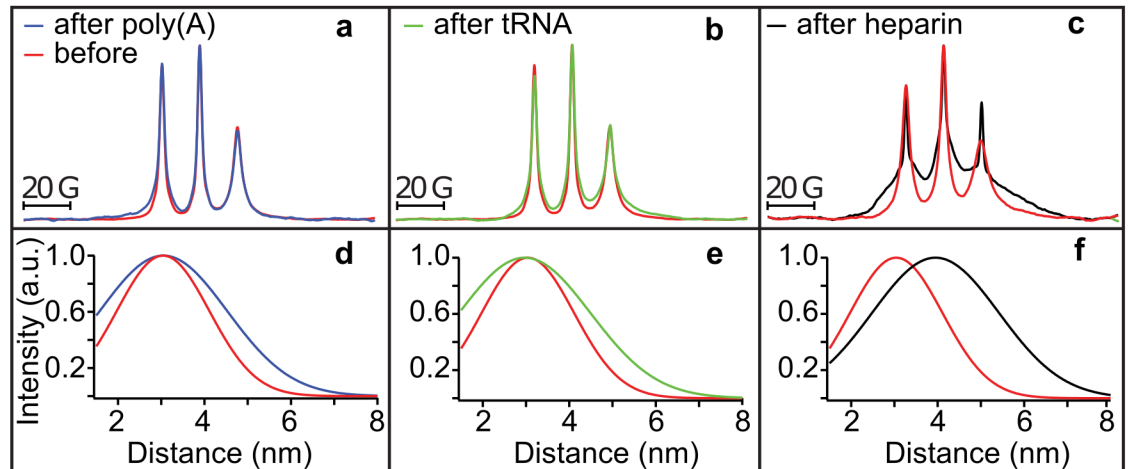 after poly(A)
before
a
20 G
after tRNA
b
20 G
after heparin
c
20 G
Intensity (a.u.)
1.0
0.6
0.2
d
2 4 6 8
Distance (nm)
1.0
0.6
0.2
e
2 4 6 8
Distance (nm)
1.0
0.6
0.2
f
2 4 6 8
Distance (nm)